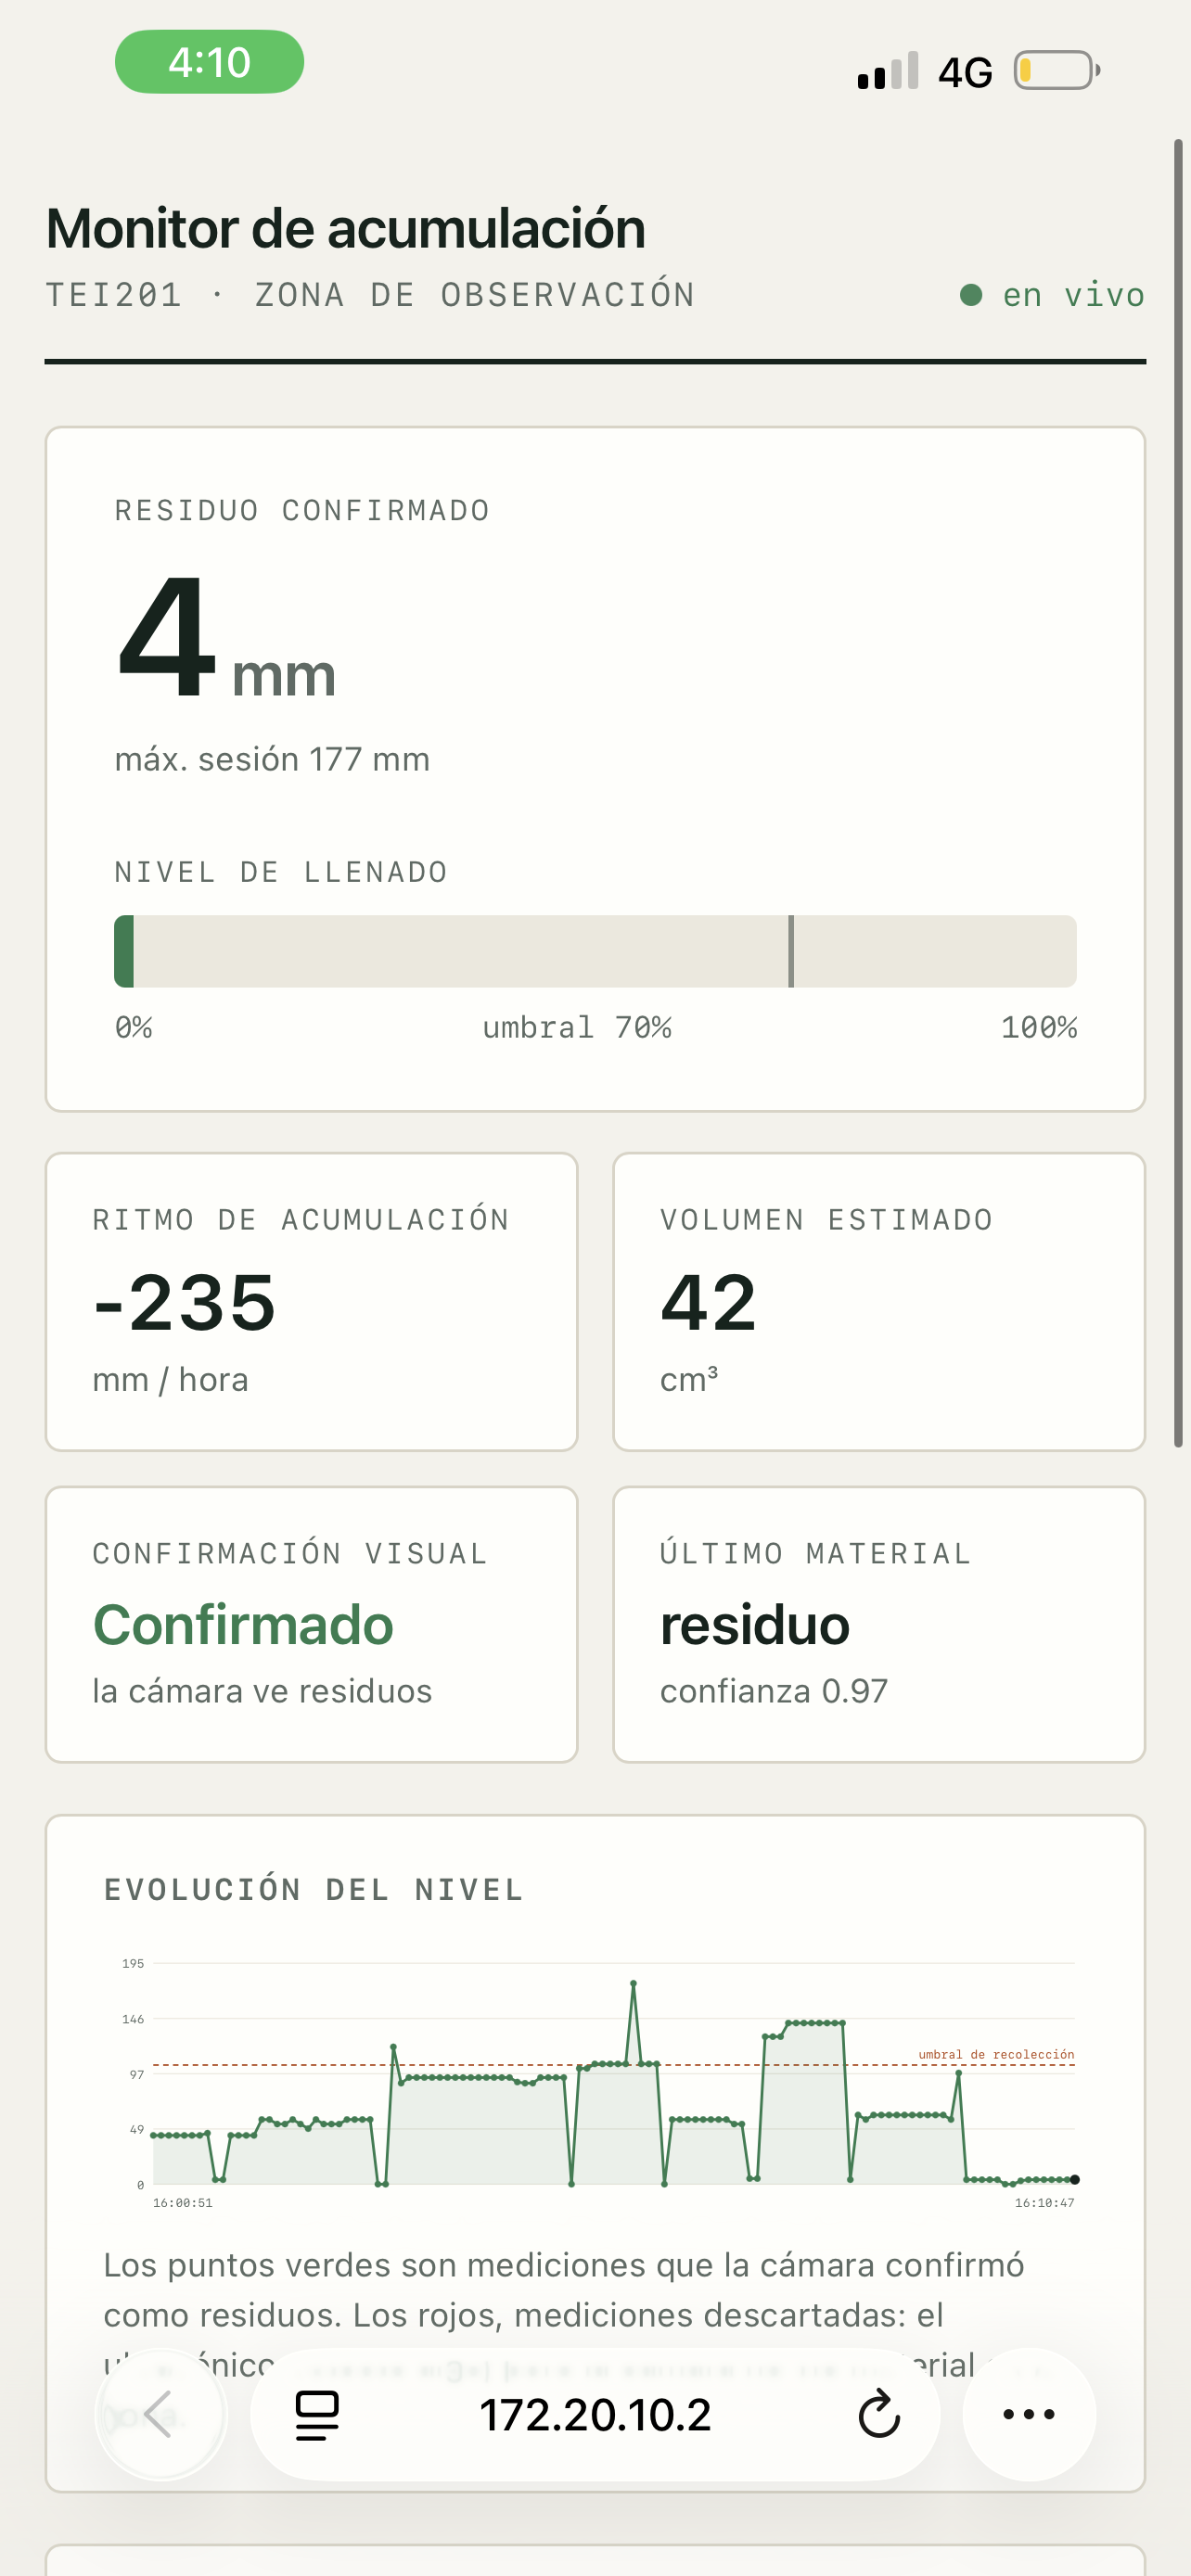 4:10
4G
Monitor de acumulación
TEI201 · ZONA DE OBSERVACIÓN
en vivo
RESIDUO CONFIRMADO
4 mm
máx. sesión 177 mm
NIVEL DE LLENADO
0% umbral 70% 100%
RITMO DE ACUMULACIÓN
-235
mm / hora
VOLUMEN ESTIMADO
42
cm³
CONFIRMACIÓN VISUAL
Confirmado
la cámara ve residuos
ÚLTIMO MATERIAL
residuo
confianza 0.97
EVOLUCIÓN DEL NIVEL
195
146
umbral de recolección
97
49
0
16:00:51 16:10:47
Los puntos verdes son mediciones que la cámara confirmó
como residuos. Los rojos, mediciones descartadas: el
172.20.10.2